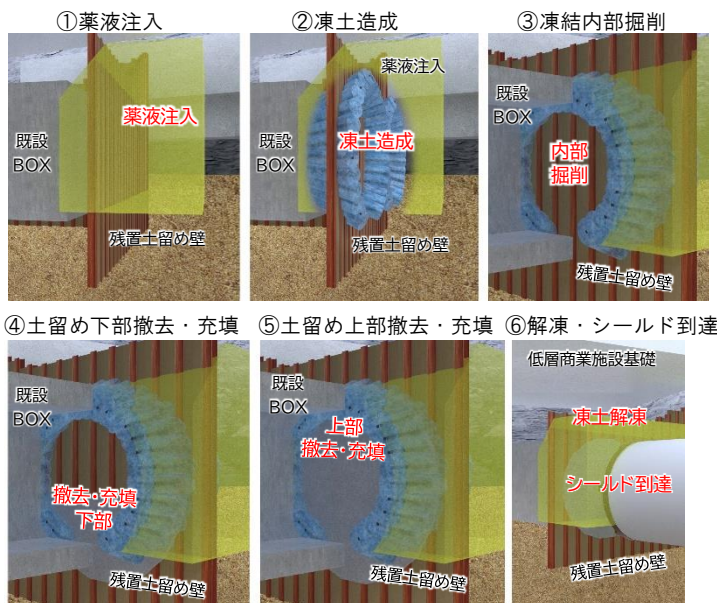 ①薬液注入
薬液注入
既設
BOX
残置土留め壁
②凍土造成
薬液注入
凍土造成
既設
BOX
残置土留め壁
③凍結内部掘削
既設
BOX
内部
掘削
残置土留め壁
④土留め下部撤去・充填
既設
BOX
撤去・充填
下部
残置土留め壁
⑤土留め上部撤去・充填
既設
BOX
上部
撤去・充填
残置土留め壁
⑥解凍・シールド到達
低層商業施設基礎
凍土解凍
シールド到達
残置土留め壁